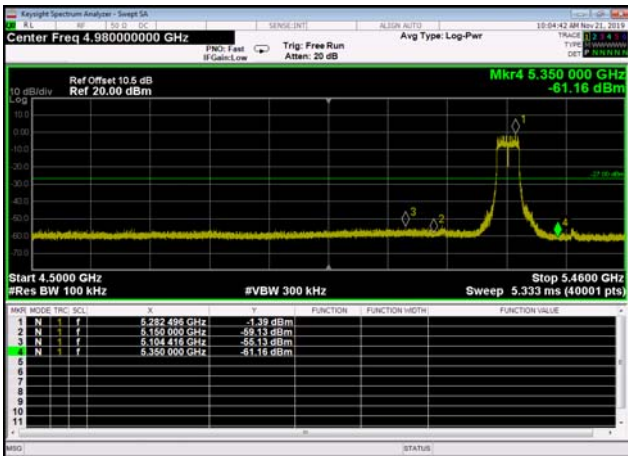 Keysight Spectrum Analyzer - Swept SA
RL RF 50 Ω DC SENSE:INT ALIGN AUTO 10:04:42 AM Nov 21, 2019
Center Freq 4.980000000 GHz Avg Type: Log-Pwr TRACE 1 2 3 4 5 6
PNO: Fast Trig: Free Run TYPE
IFGain:Low Atten: 20 dB DET P N N N N N
Mkr4 5.350 000 GHz
Ref Offset 10.5 dB
10 dB/div Ref 20.00 dBm -61.16 dBm
Log
10.0
0.00
-10.0
-20.0
-27.00 dBm
-30.0
-40.0
-50.0
-60.0
-70.0
1
2
3
4
Start 4.5000 GHz Stop 5.4600 GHz
#Res BW 100 kHz #VBW 300 kHz Sweep 5.333 ms (40001 pts)
MKR MODE TRC SCL X Y FUNCTION FUNCTION WIDTH FUNCTION VALUE
1 N 1 f 5.282 496 GHz -1.39 dBm
2 N 1 f 5.150 000 GHz -59.13 dBm
3 N 1 f 5.104 416 GHz -55.13 dBm
4 N 1 f 5.350 000 GHz -61.16 dBm
5
6
7
8
9
10
11
MSG STATUS